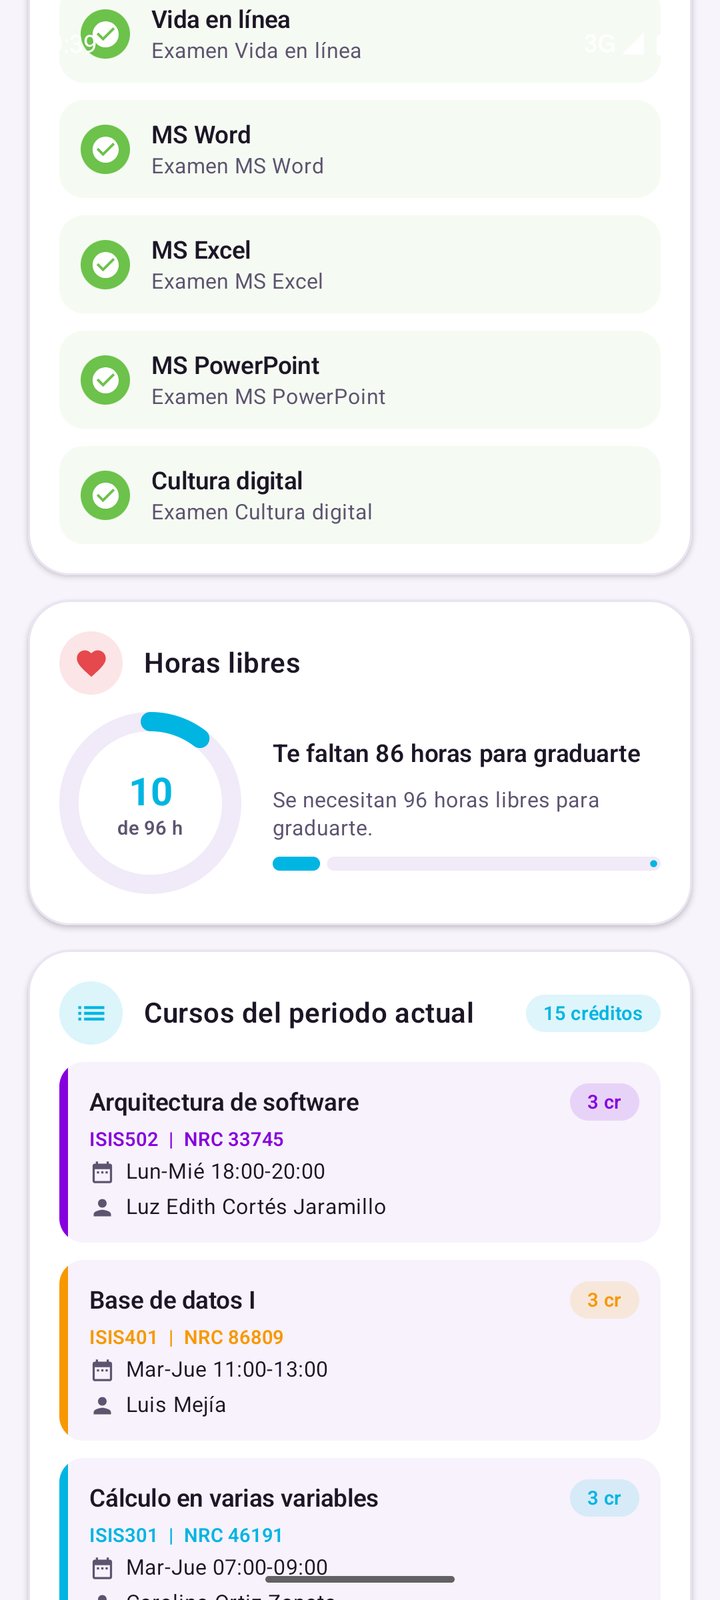 Vida en línea
:39
3G
Examen Vida en línea
MS Word
Examen MS Word
MS Excel
Examen MS Excel
MS PowerPoint
Examen MS PowerPoint
Cultura digital
Examen Cultura digital
Horas libres
10
de 96 h
Te faltan 86 horas para graduarte
Se necesitan 96 horas libres para
graduarte.
Cursos del periodo actual
15 créditos
Arquitectura de software
3 cr
ISIS502 | NRC 33745
Lun-Mié 18:00-20:00
Luz Edith Cortés Jaramillo
Base de datos I
3 cr
ISIS401 | NRC 86809
Mar-Jue 11:00-13:00
Luis Mejía
Cálculo en varias variables
3 cr
ISIS301 | NRC 46191
Mar-Jue 07:00-09:00